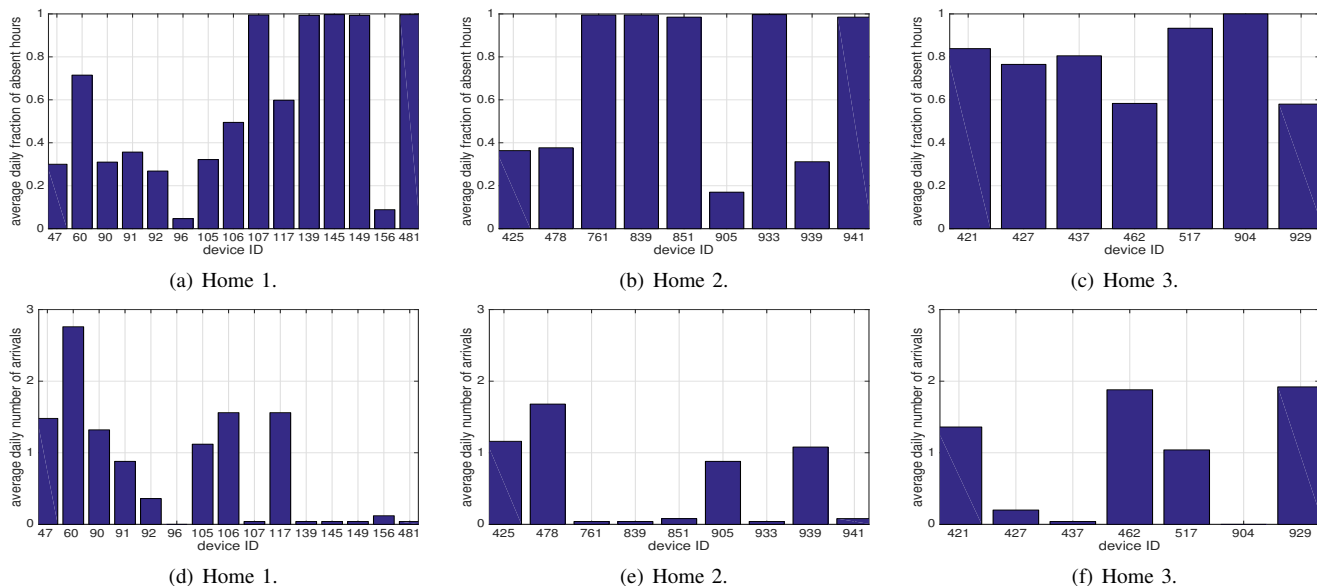 average daily fraction of absent hours
1
0.8
0.6
0.4
0.2
0
47 60 90 91 92 96 105 106 107 117 139 145 149 156 481
device ID
(a) Home 1.
average daily fraction of absent hours
1
0.8
0.6
0.4
0.2
0
425 478 761 839 851 905 933 939 941
device ID
(b) Home 2.
average daily fraction of absent hours
1
0.8
0.6
0.4
0.2
0
421 427 437 462 517 904 929
device ID
(c) Home 3.
average daily number of arrivals
3
2
1
0
47 60 90 91 92 96 105 106 107 117 139 145 149 156 481
device ID
(d) Home 1.
average daily number of arrivals
3
2
1
0
425 478 761 839 851 905 933 939 941
device ID
(e) Home 2.
average daily number of arrivals
3
2
1
0
421 427 437 462 517 904 929
device ID
(f) Home 3.